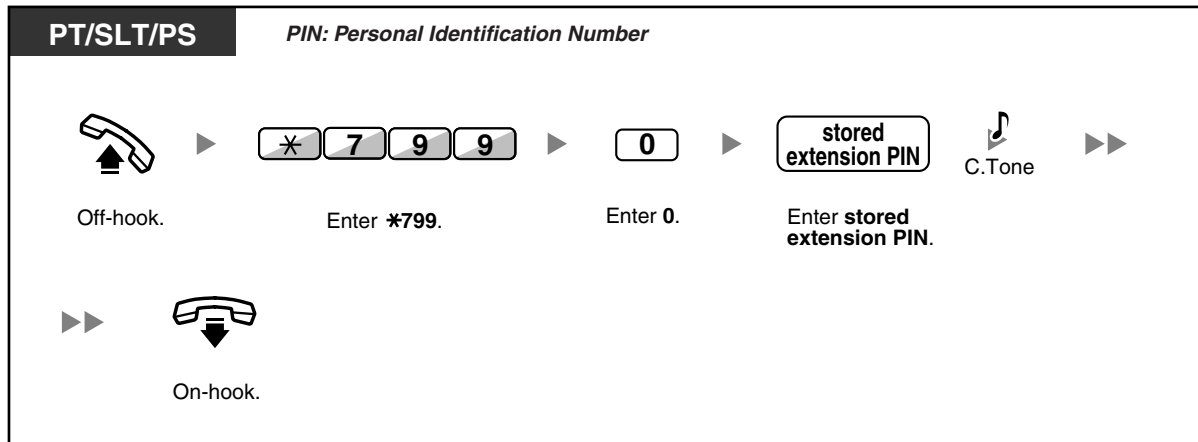 PT/SLT/PS
PIN: Personal Identification Number
* 7 9 9
0
stored
extension PIN
C.Tone
Off-hook.
Enter *799.
Enter 0.
Enter stored
extension PIN.
On-hook.